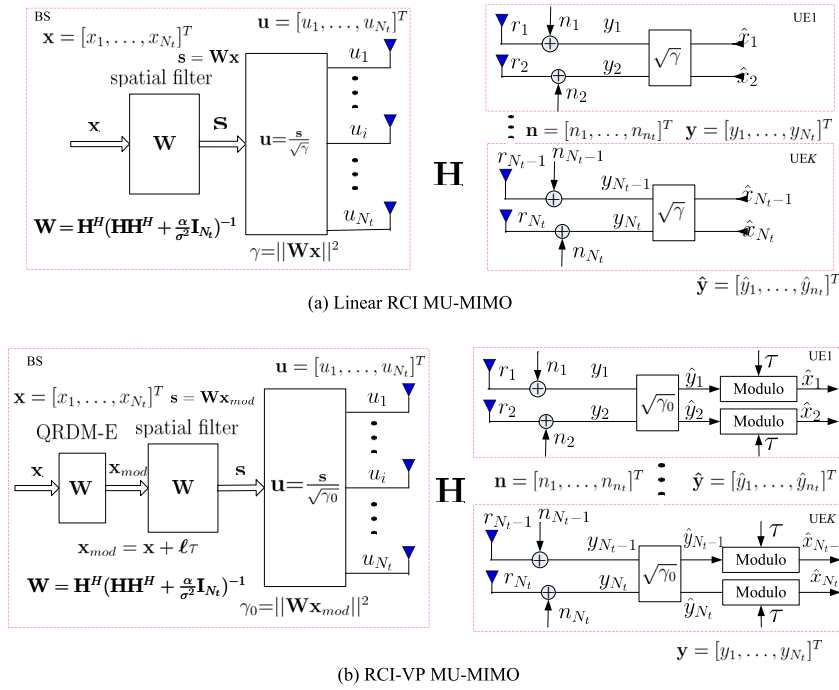 BS
x = [x_1, . . . , x_{N_t}]^T
u = [u_1, . . . , u_{N_t}]^T
s = Wx
spatial filter
x
W
s
u = s/√γ
u_1
u_i
u_{N_t}
W = H^H(HH^H + α/σ^2 I_{N_t})^{-1}
γ = ||Wx||^2
H
UE1
r_1
n_1
y_1
√γ
x̂_1
r_2
y_2
x̂_2
n_2
n = [n_1, . . . , n_{n_t}]^T y = [y_1, . . . , y_{N_t}]^T
UEK
r_{N_t-1}
n_{N_t-1}
y_{N_t-1}
√γ
x̂_{N_t-1}
r_{N_t}
y_{N_t}
x̂_{N_t}
n_{N_t}
ŷ = [ŷ_1, . . . , ŷ_{n_t}]^T
(a) Linear RCI MU-MIMO
BS
u = [u_1, . . . , u_{N_t}]^T
x = [x_1, . . . , x_{N_t}]^T s = Wx_{mod}
QRDM-E
spatial filter
x
W
x_{mod}
W
s
u = s/√γ_0
u_1
u_i
u_{N_t}
x_{mod} = x + ℓτ
W = H^H(HH^H + α/σ^2 I_{N_t})^{-1}
γ_0 = ||Wx_{mod}||^2
H
UE1
r_1
n_1
y_1
√γ_0
ŷ_1
τ
Modulo
x̂_1
r_2
y_2
ŷ_2
Modulo
x̂_2
n_2
τ
n = [n_1, . . . , n_{n_t}]^T ŷ = [ŷ_1, . . . , ŷ_{n_t}]^T
UEK
r_{N_t-1}
n_{N_t-1}
y_{N_t-1}
√γ_0
ŷ_{N_t-1}
τ
Modulo
x̂_{N_t-}
r_{N_t}
y_{N_t}
ŷ_{N_t}
Modulo
x̂_{N_t}
n_{N_t}
τ
y = [y_1, . . . , y_{N_t}]^T
(b) RCI-VP MU-MIMO